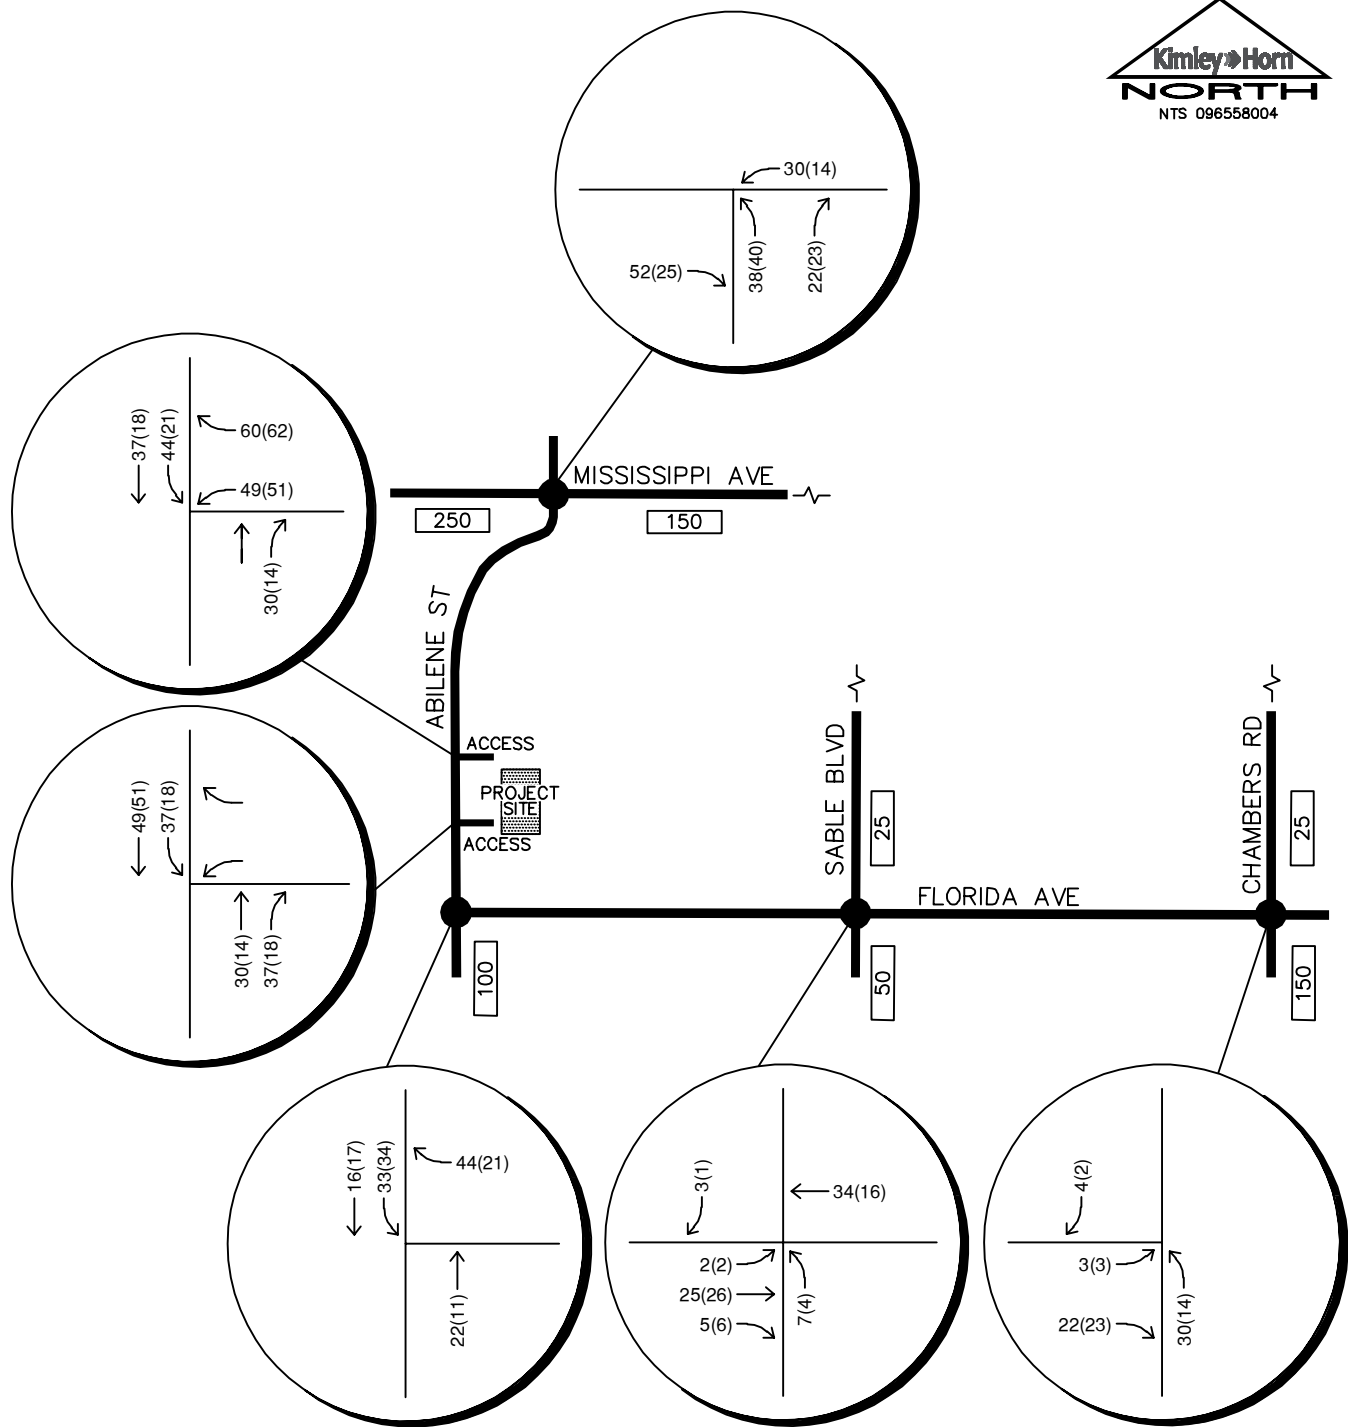 Kimley»Horn
NORTH
NTS 096558004
30(14)
52(25)
38(40)
22(23)
37(18)
44(21)
60(62)
49(51)
30(14)
MISSISSIPPI AVE
250
150
ABILENE ST
ACCESS
PROJECT
SITE
ACCESS
49(51)
37(18)
30(14)
37(18)
SABLE BLVD
25
CHAMBERS RD
25
FLORIDA AVE
100
50
150
16(17)
33(34)
44(21)
22(11)
3(1)
34(16)
2(2)
25(26)
5(6)
7(4)
4(2)
3(3)
22(23)
30(14)